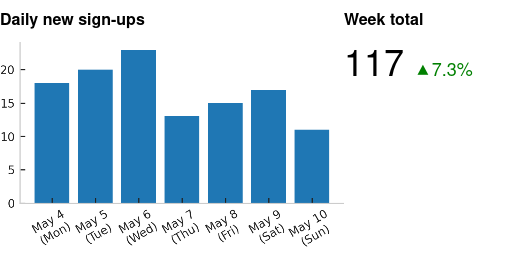 Daily new sign-ups
20
15
10
5
0
May 4
(Mon)
May 5
(Tue)
May 6
(Wed)
May 7
(Thu)
May 8
(Fri)
May 9
(Sat)
May 10
(Sun)
Week total
117 ▲7.3%